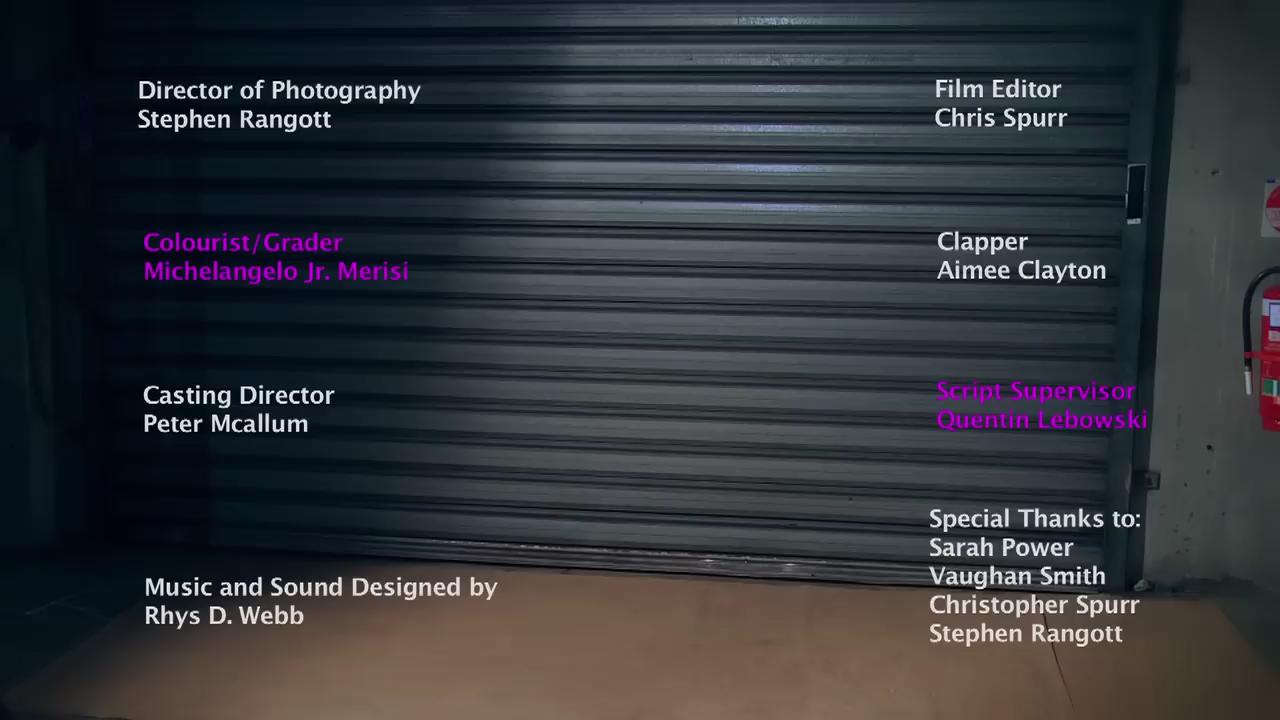 Director of Photography
Stephen Rangott
Film Editor
Chris Spurr
Colourist/Grader
Michelangelo Jr. Merisi
Clapper
Aimee Clayton
Casting Director
Peter Mcallum
Script Supervisor
Quentin Lebowski
Music and Sound Designed by
Rhys D. Webb
Special Thanks to:
Sarah Power
Vaughan Smith
Christopher Spurr
Stephen Rangott